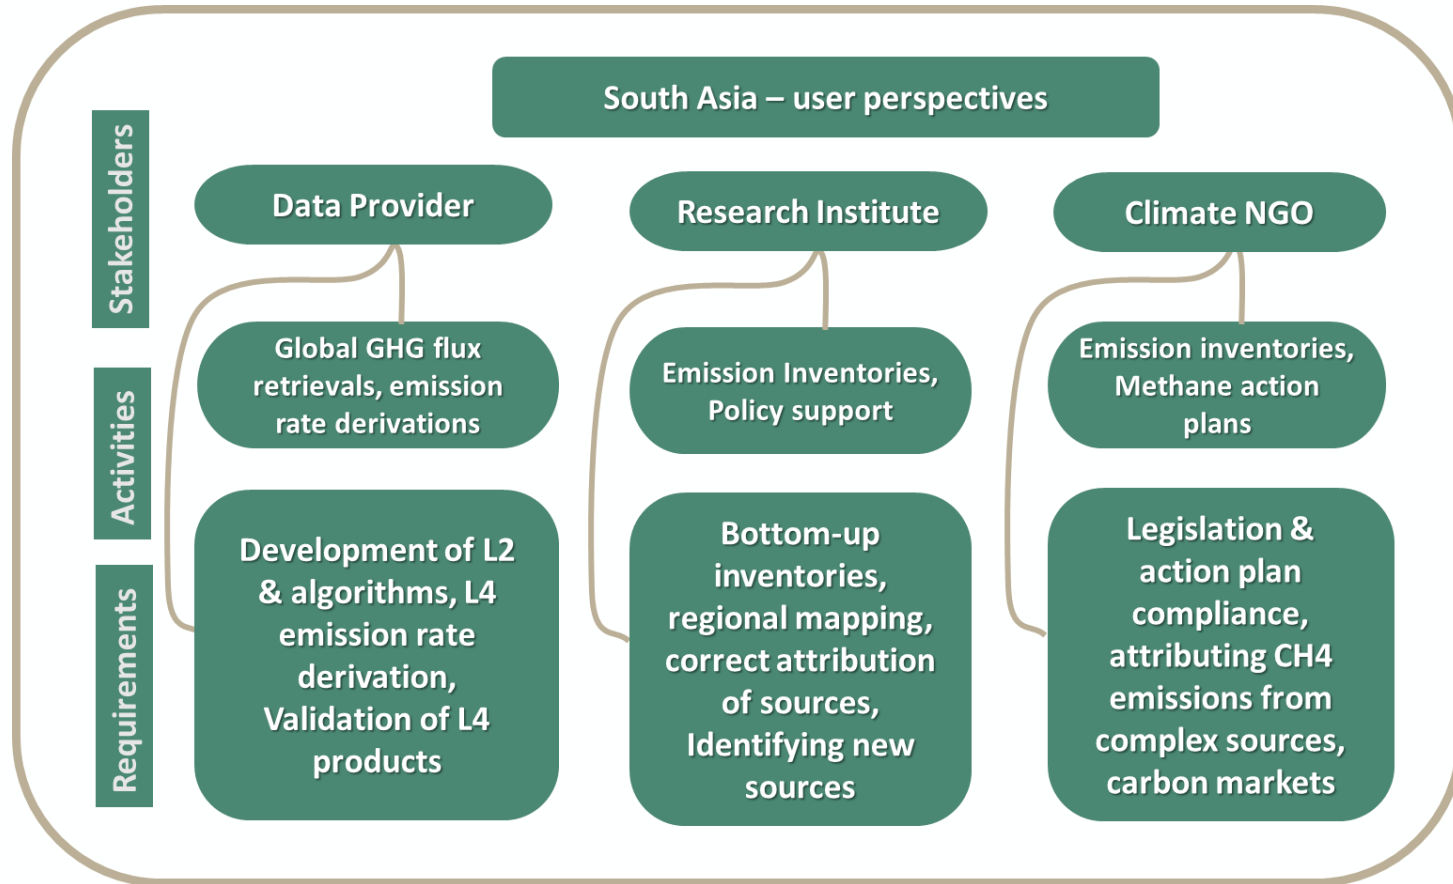 South Asia – user perspectives
Stakeholders
Data Provider
Research Institute
Climate NGO
Activities
Global GHG flux
retrievals, emission
rate derivations
Emission Inventories,
Policy support
Emission inventories,
Methane action
plans
Requirements
Development of L2
& algorithms, L4
emission rate
derivation,
Validation of L4
products
Bottom-up
inventories,
regional mapping,
correct attribution
of sources,
Identifying new
sources
Legislation &
action plan
compliance,
attributing CH4
emissions from
complex sources,
carbon markets